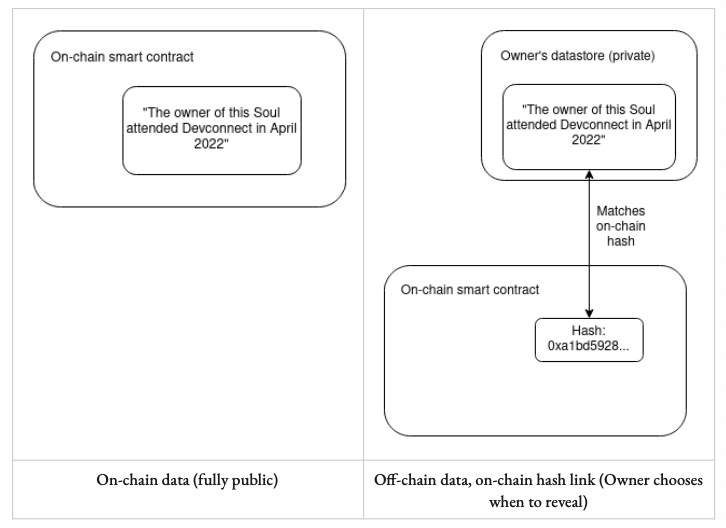 On-chain smart contract
"The owner of this Soul
attended Devconnect in April
2022"
On-chain data (fully public)
Owner's datastore (private)
"The owner of this Soul
attended Devconnect in April
2022"
Matches
on-chain
hash
On-chain smart contract
Hash:
0xa1bd5928...
Off-chain data, on-chain hash link (Owner chooses
when to reveal)